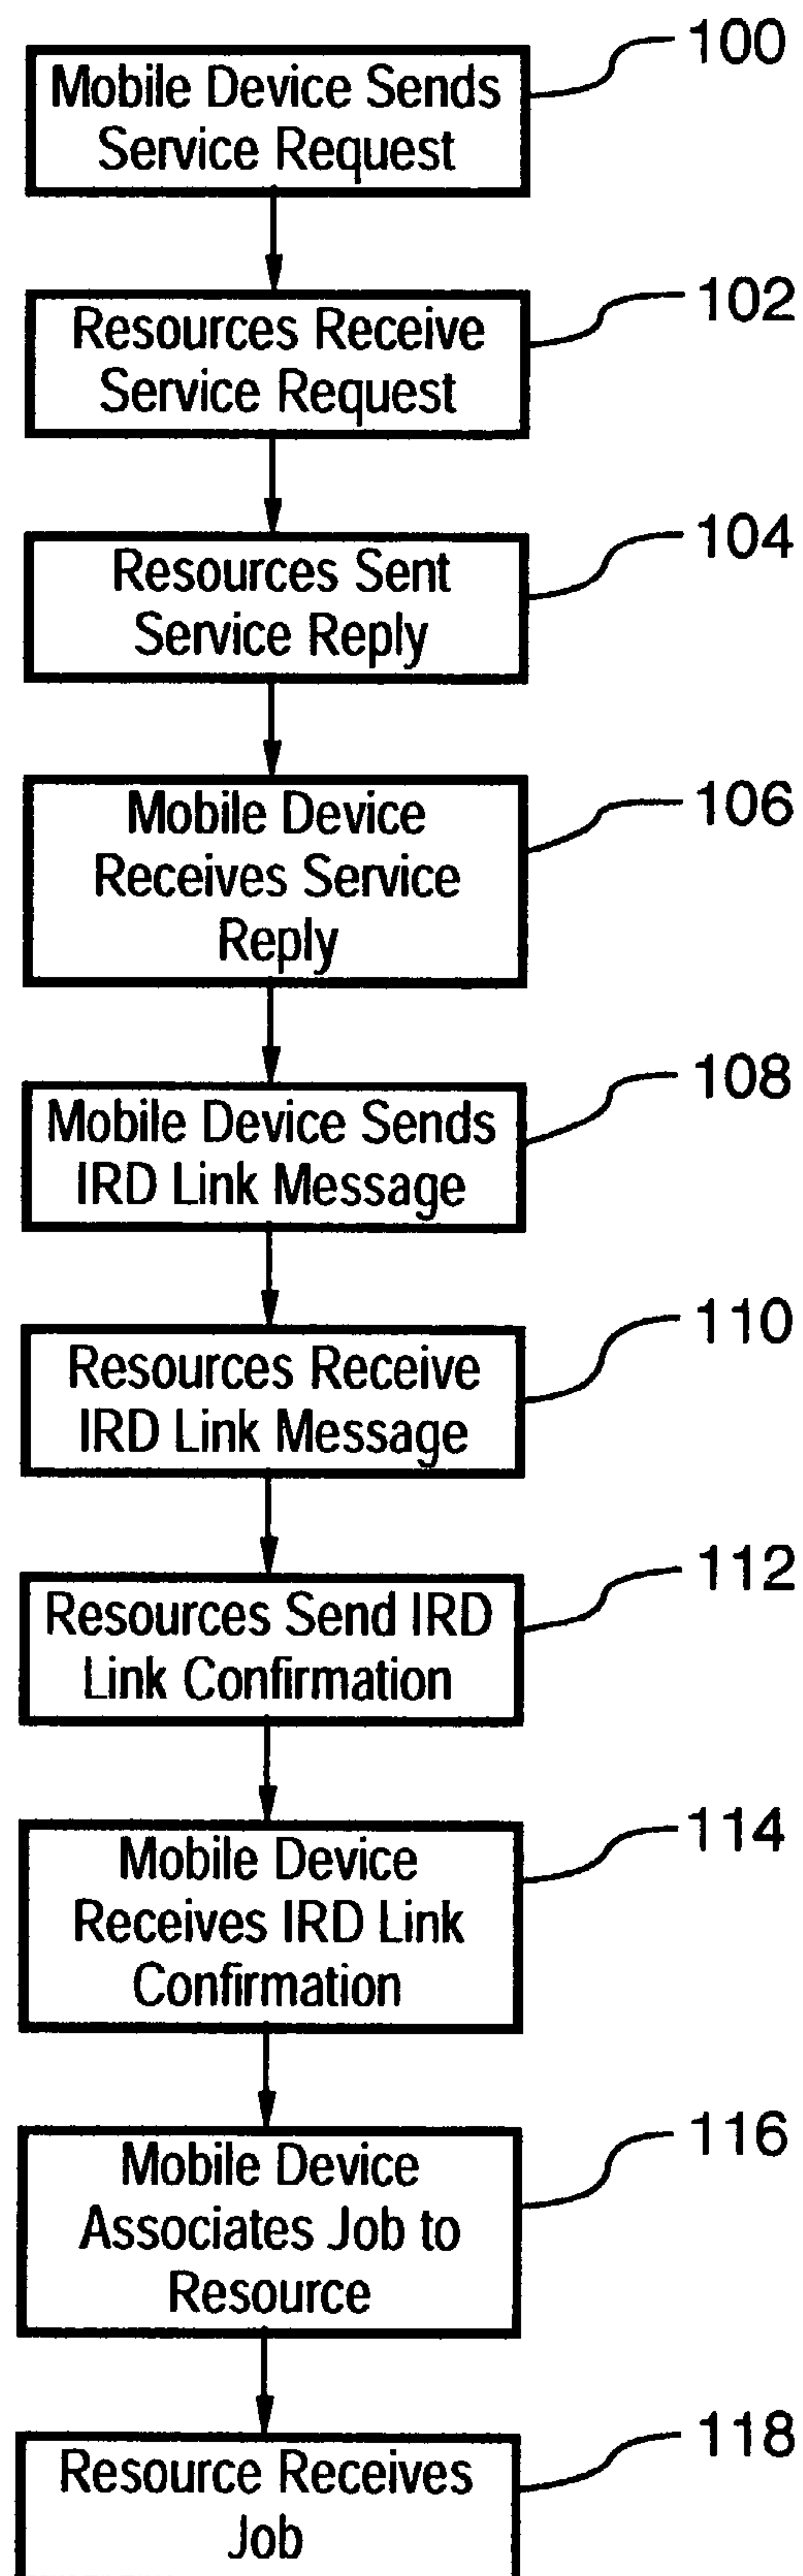 100
Mobile Device Sends
Service Request
102
Resources Receive
Service Request
104
Resources Sent
Service Reply
106
Mobile Device
Receives Service
Reply
108
Mobile Device Sends
IRD Link Message
110
Resources Receive
IRD Link Message
112
Resources Send IRD
Link Confirmation
114
Mobile Device
Receives IRD Link
Confirmation
116
Mobile Device
Associates Job to
Resource
118
Resource Receives
Job